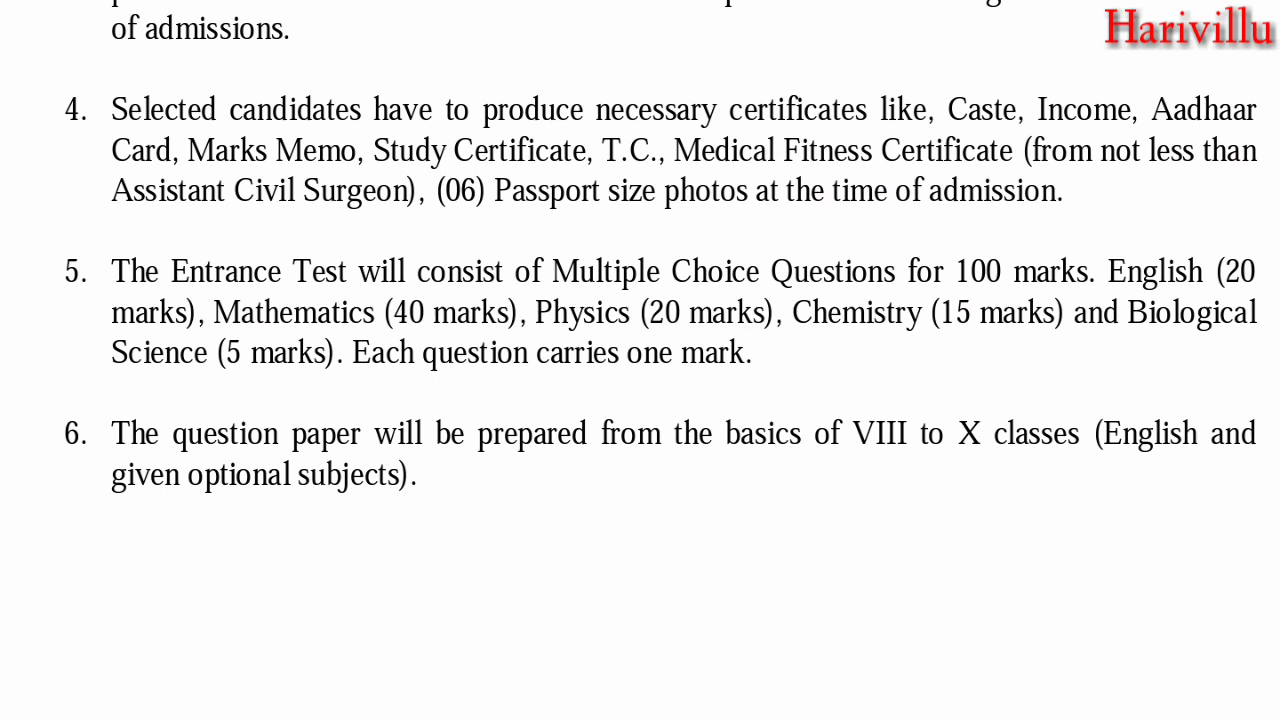 of admissions.
Harivillu
4. Selected candidates have to produce necessary certificates like, Caste, Income, Aadhaar
Card, Marks Memo, Study Certificate, T.C., Medical Fitness Certificate (from not less than
Assistant Civil Surgeon), (06) Passport size photos at the time of admission.
5. The Entrance Test will consist of Multiple Choice Questions for 100 marks. English (20
marks), Mathematics (40 marks), Physics (20 marks), Chemistry (15 marks) and Biological
Science (5 marks). Each question carries one mark.
6. The question paper will be prepared from the basics of VIII to X classes (English and
given optional subjects).